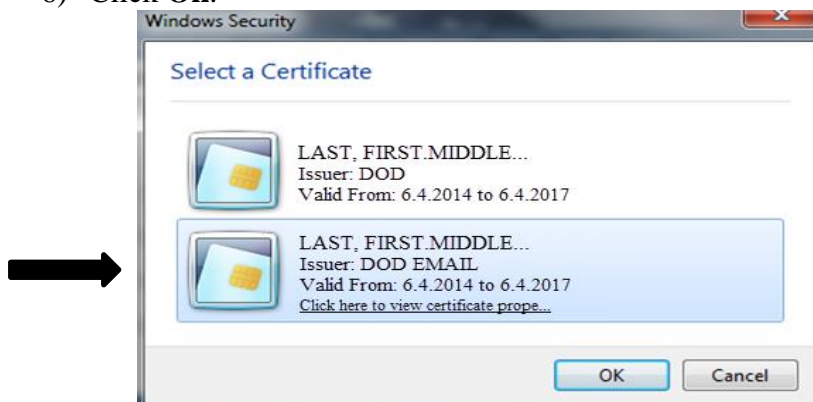 Click OK.
Windows Security
Select a Certificate
LAST, FIRST.MIDDLE...
Issuer: DOD
Valid From: 6.4.2014 to 6.4.2017
LAST, FIRST.MIDDLE...
Issuer: DOD EMAIL
Valid From: 6.4.2014 to 6.4.2017
Click here to view certificate prope...
OK Cancel